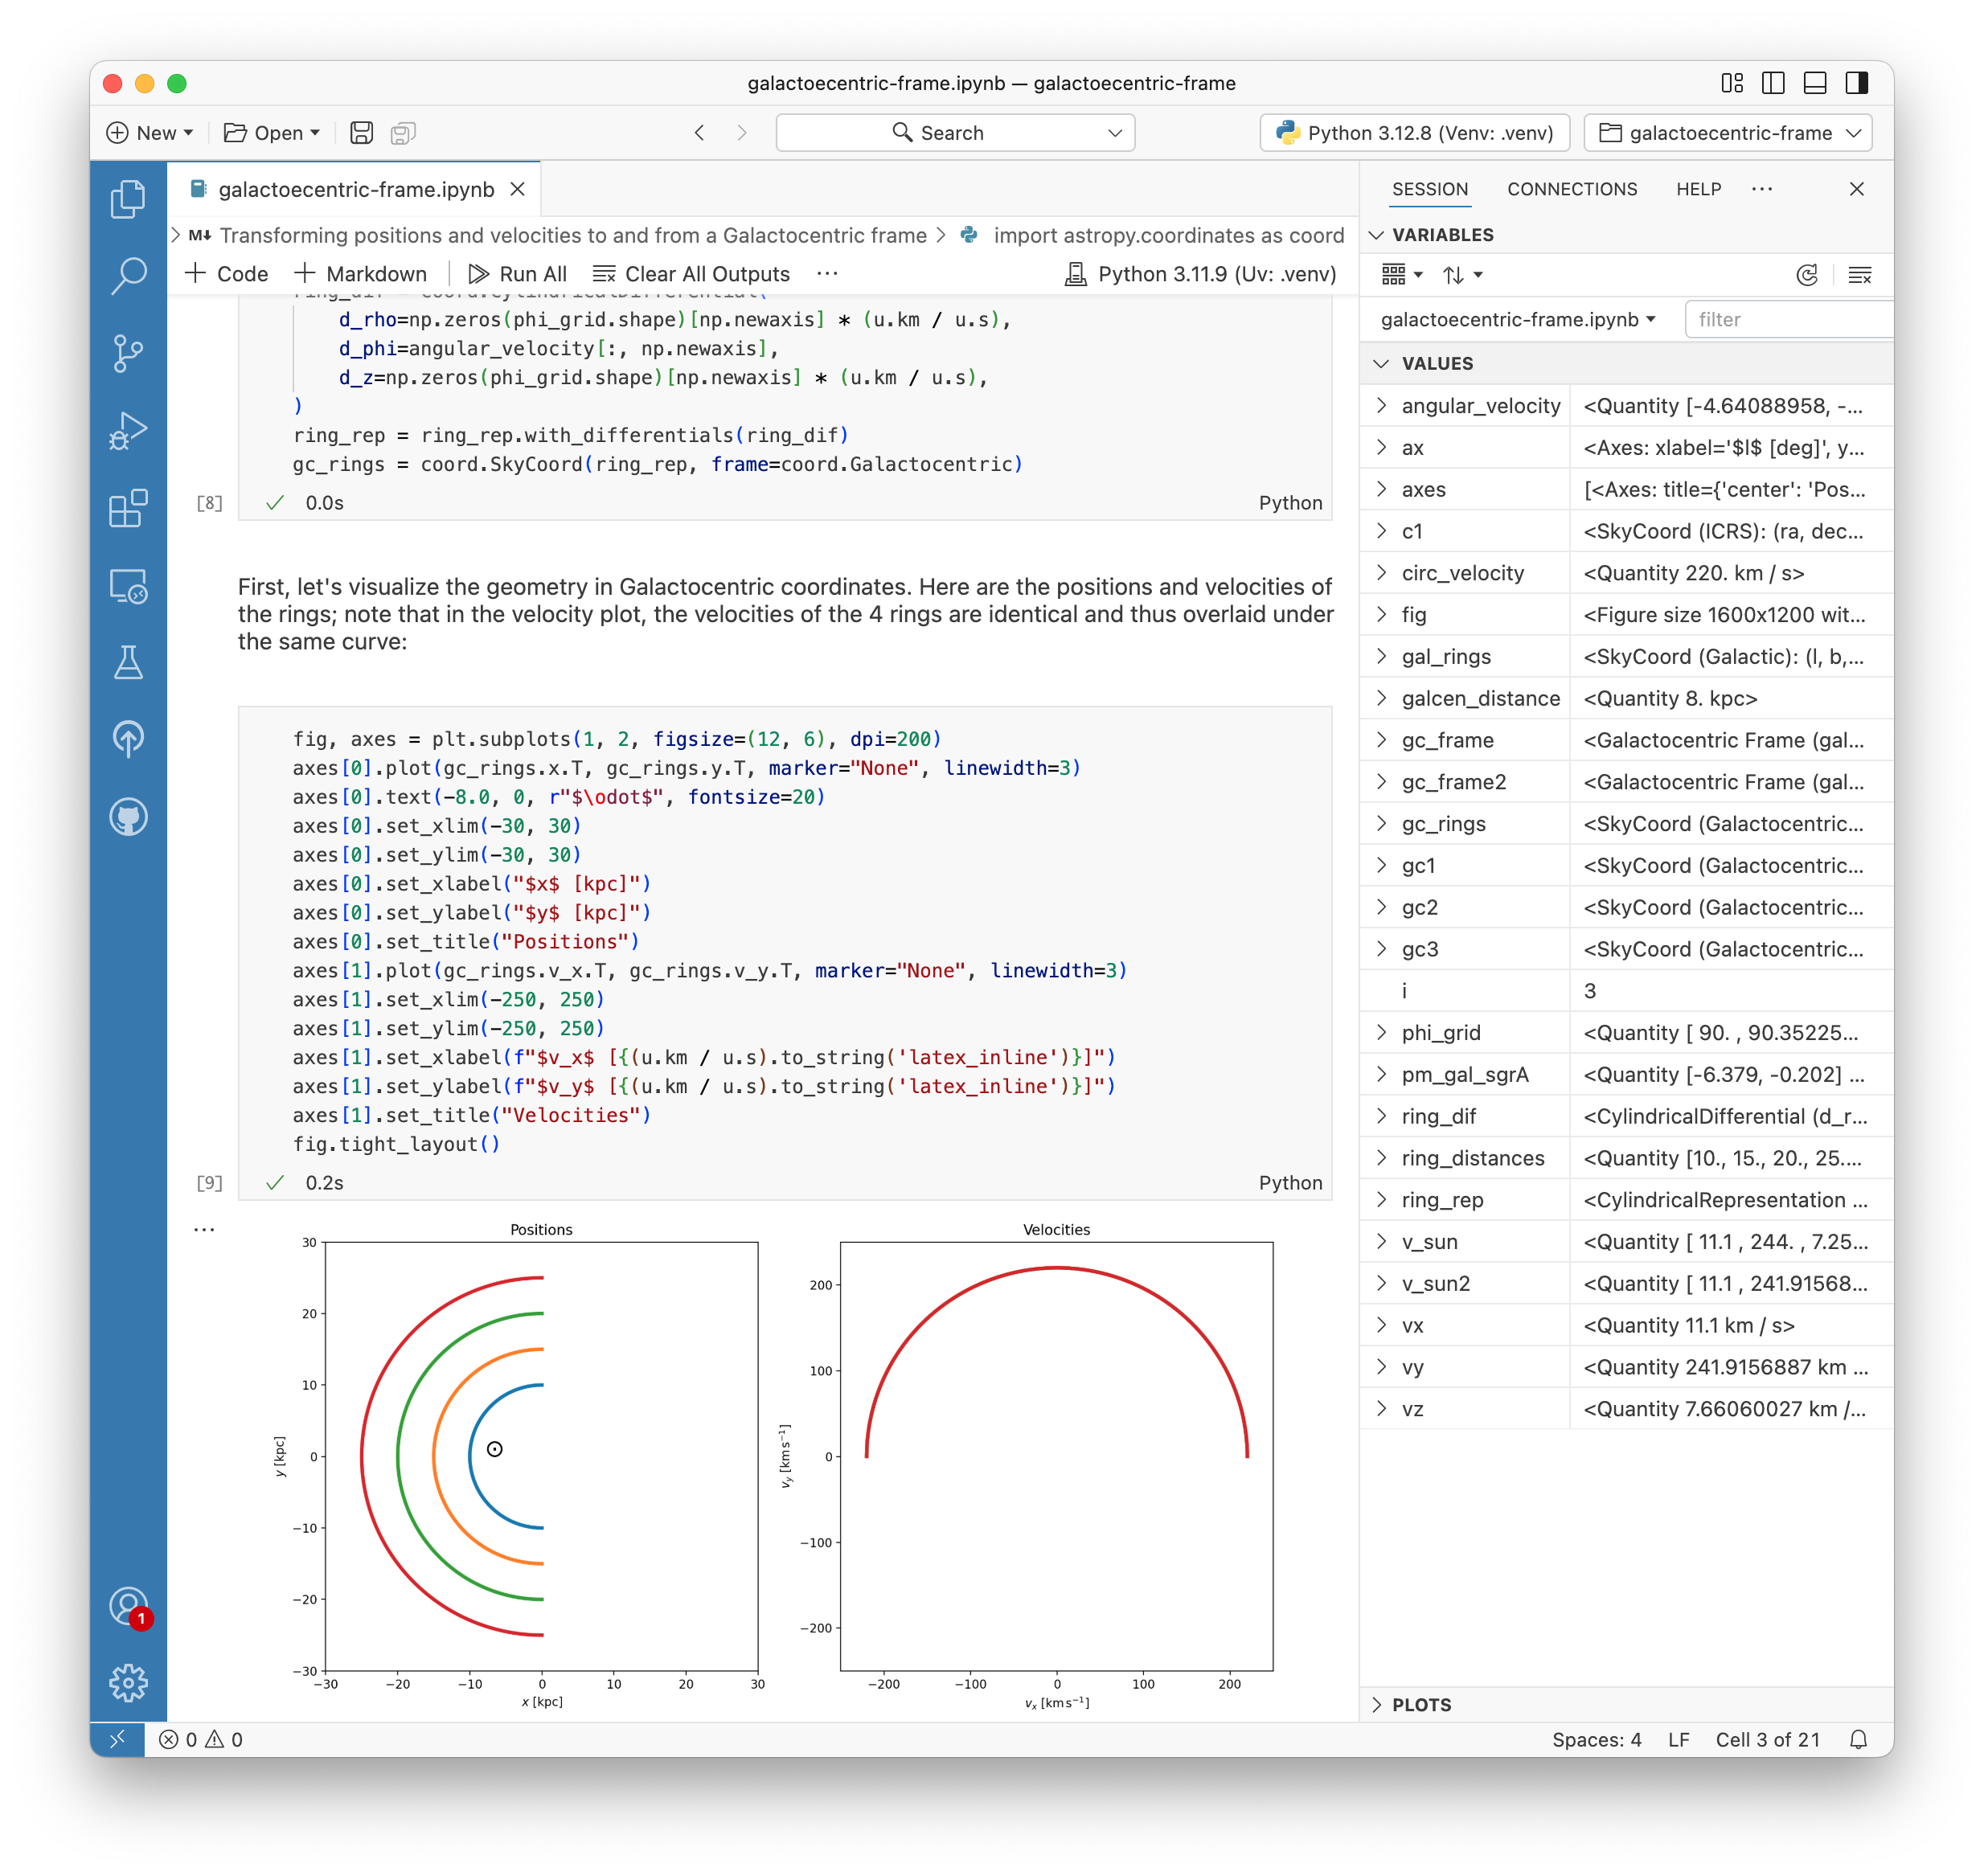 galactoecentric-frame.ipynb — galactoecentric-frame
New
Open
Search
Python 3.12.8 (Venv: .venv)
galactoecentric-frame
galactoecentric-frame.ipynb
M↓ Transforming positions and velocities to and from a Galactocentric frame > import astropy.coordinates as coord
+ Code + Markdown Run All Clear All Outputs ··· Python 3.11.9 (Uv: .venv)
ring_dif = coord.CylindricalDifferential(
d_rho=np.zeros(phi_grid.shape)[np.newaxis] * (u.km / u.s),
d_phi=angular_velocity[:, np.newaxis],
d_z=np.zeros(phi_grid.shape)[np.newaxis] * (u.km / u.s),
)
ring_rep = ring_rep.with_differentials(ring_dif)
gc_rings = coord.SkyCoord(ring_rep, frame=coord.Galactocentric)
[8] ✓ 0.0s Python
First, let's visualize the geometry in Galactocentric coordinates. Here are the positions and velocities of
the rings; note that in the velocity plot, the velocities of the 4 rings are identical and thus overlaid under
the same curve:
fig, axes = plt.subplots(1, 2, figsize=(12, 6), dpi=200)
axes[0].plot(gc_rings.x.T, gc_rings.y.T, marker="None", linewidth=3)
axes[0].text(-8.0, 0, r"$\odot$", fontsize=20)
axes[0].set_xlim(-30, 30)
axes[0].set_ylim(-30, 30)
axes[0].set_xlabel("$x$ [kpc]")
axes[0].set_ylabel("$y$ [kpc]")
axes[0].set_title("Positions")
axes[1].plot(gc_rings.v_x.T, gc_rings.v_y.T, marker="None", linewidth=3)
axes[1].set_xlim(-250, 250)
axes[1].set_ylim(-250, 250)
axes[1].set_xlabel(f"$v_x$ [{(u.km / u.s).to_string('latex_inline')}]")
axes[1].set_ylabel(f"$v_y$ [{(u.km / u.s).to_string('latex_inline')}]")
axes[1].set_title("Velocities")
fig.tight_layout()
[9] ✓ 0.2s Python
···
Positions
30
20
10
0
−10
−20
−30
y [kpc]
⊙
−30 −20 −10 0 10 20 30
x [kpc]
Velocities
200
100
0
−100
−200
v_y [km s⁻¹]
−200 −100 0 100 200
v_x [km s⁻¹]
SESSION CONNECTIONS HELP ···
VARIABLES
galactoecentric-frame.ipynb filter
VALUES
angular_velocity <Quantity [-4.64088958, -...
ax <Axes: xlabel='$l$ [deg]', y...
axes [<Axes: title={'center': 'Pos...
c1 <SkyCoord (ICRS): (ra, dec...
circ_velocity <Quantity 220. km / s>
fig <Figure size 1600x1200 wit...
gal_rings <SkyCoord (Galactic): (l, b,...
galcen_distance <Quantity 8. kpc>
gc_frame <Galactocentric Frame (gal...
gc_frame2 <Galactocentric Frame (gal...
gc_rings <SkyCoord (Galactocentric...
gc1 <SkyCoord (Galactocentric...
gc2 <SkyCoord (Galactocentric...
gc3 <SkyCoord (Galactocentric...
i 3
phi_grid <Quantity [ 90. , 90.35225...
pm_gal_sgrA <Quantity [-6.379, -0.202] ...
ring_dif <CylindricalDifferential (d_r...
ring_distances <Quantity [10., 15., 20., 25....
ring_rep <CylindricalRepresentation ...
v_sun <Quantity [ 11.1 , 244. , 7.25...
v_sun2 <Quantity [ 11.1 , 241.91568...
vx <Quantity 11.1 km / s>
vy <Quantity 241.9156887 km ...
vz <Quantity 7.66060027 km /...
PLOTS
1
0 0
Spaces: 4 LF Cell 3 of 21